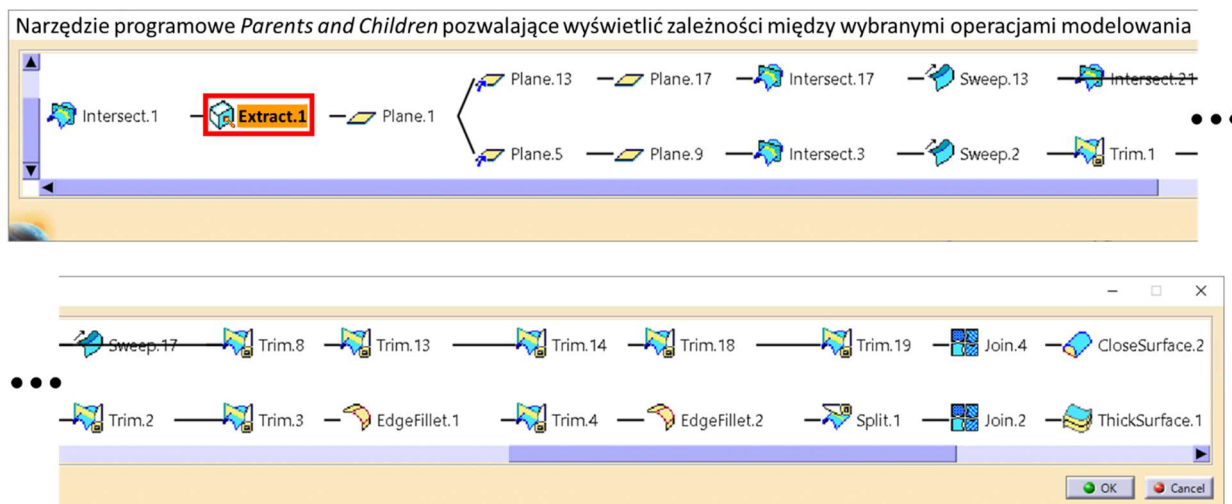 Narzędzie programowe Parents and Children pozwalające wyświetlić zależności między wybranymi operacjami modelowania
Plane.13 Plane.17 Intersect.17 Sweep.13 Intersect.21
Intersect.1 Extract.1 Plane.1
Plane.5 Plane.9 Intersect.3 Sweep.2 Trim.1
Sweep.17 Trim.8 Trim.13 Trim.14 Trim.18 Trim.19 Join.4 CloseSurface.2
Trim.2 Trim.3 EdgeFillet.1 Trim.4 EdgeFillet.2 Split.1 Join.2 ThickSurface.1
OK Cancel